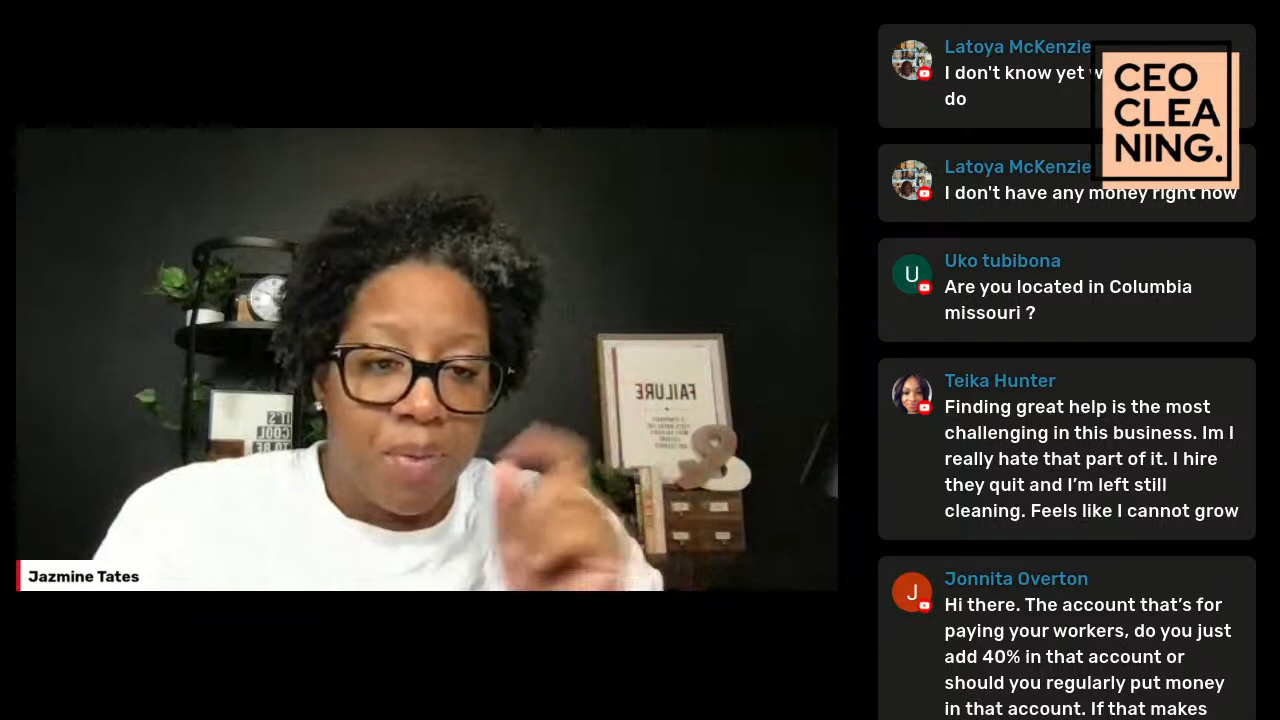 Latoya McKenzie
I don't know yet
do
CEO
CLEA
NING.
Latoya McKenzie
I don't have any money right now
U
Uko tubibona
Are you located in Columbia
missouri ?
Teika Hunter
Finding great help is the most
challenging in this business. Im I
really hate that part of it. I hire
they quit and I’m left still
cleaning. Feels like I cannot grow
J
Jonnita Overton
Hi there. The account that’s for
paying your workers, do you just
add 40% in that account or
should you regularly put money
in that account. If that makes
FAILURE
IT'S
COOL
TO BE
Jazmine Tates